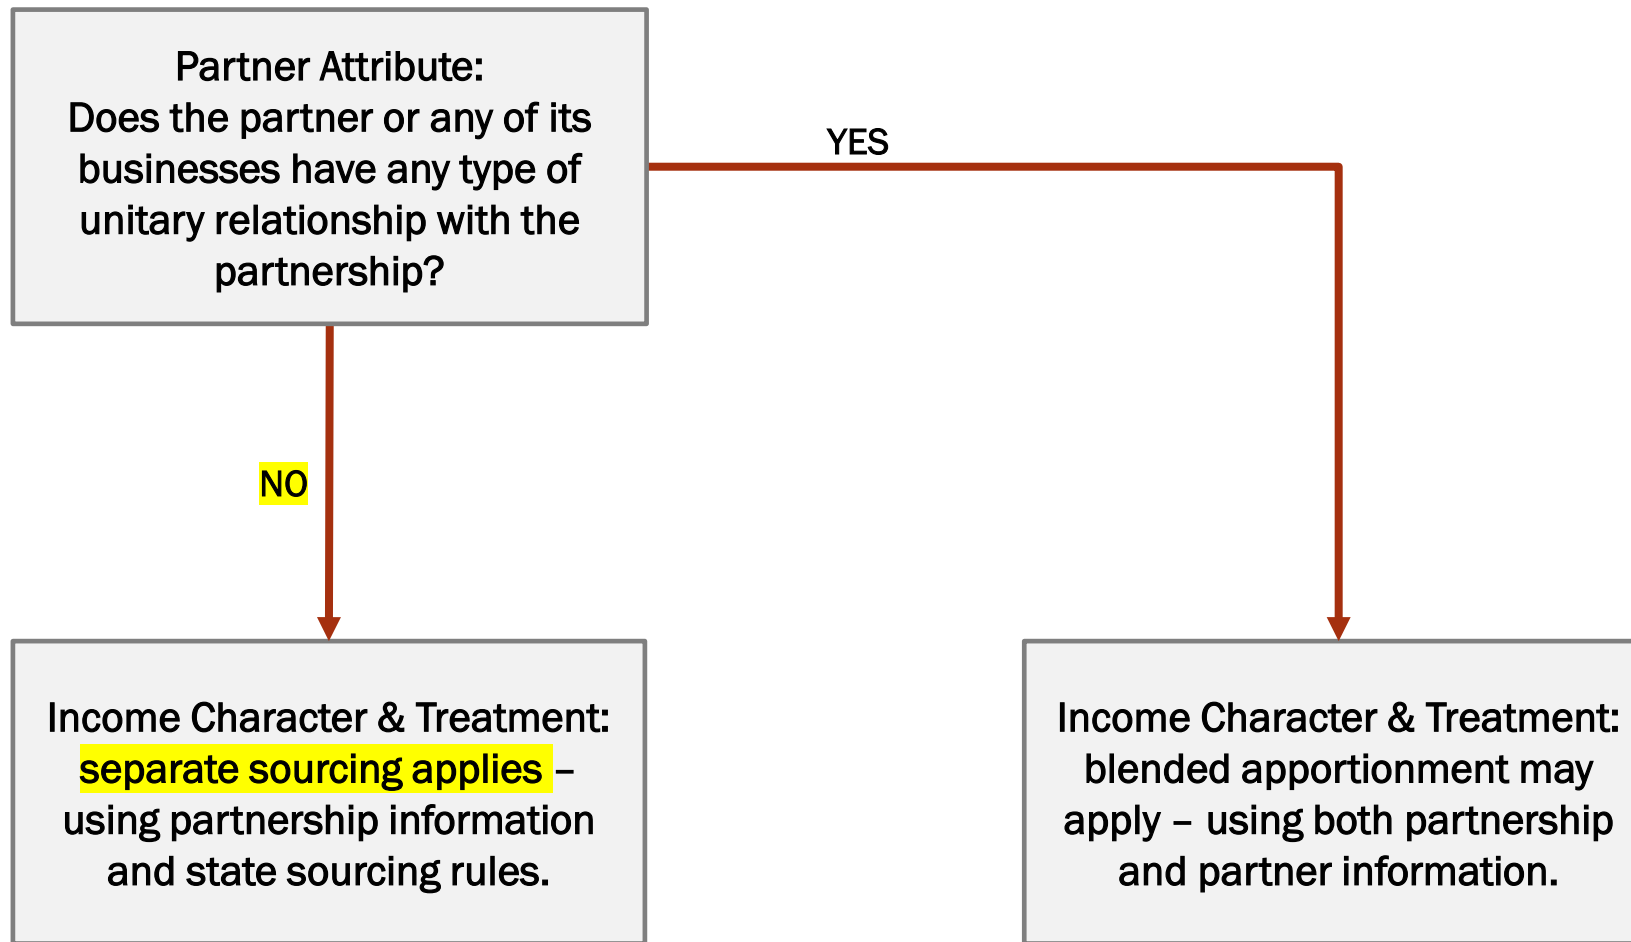 Partner Attribute:
Does the partner or any of its
businesses have any type of
unitary relationship with the
partnership?
YES
NO
Income Character & Treatment:
separate sourcing applies –
using partnership information
and state sourcing rules.
Income Character & Treatment:
blended apportionment may
apply – using both partnership
and partner information.